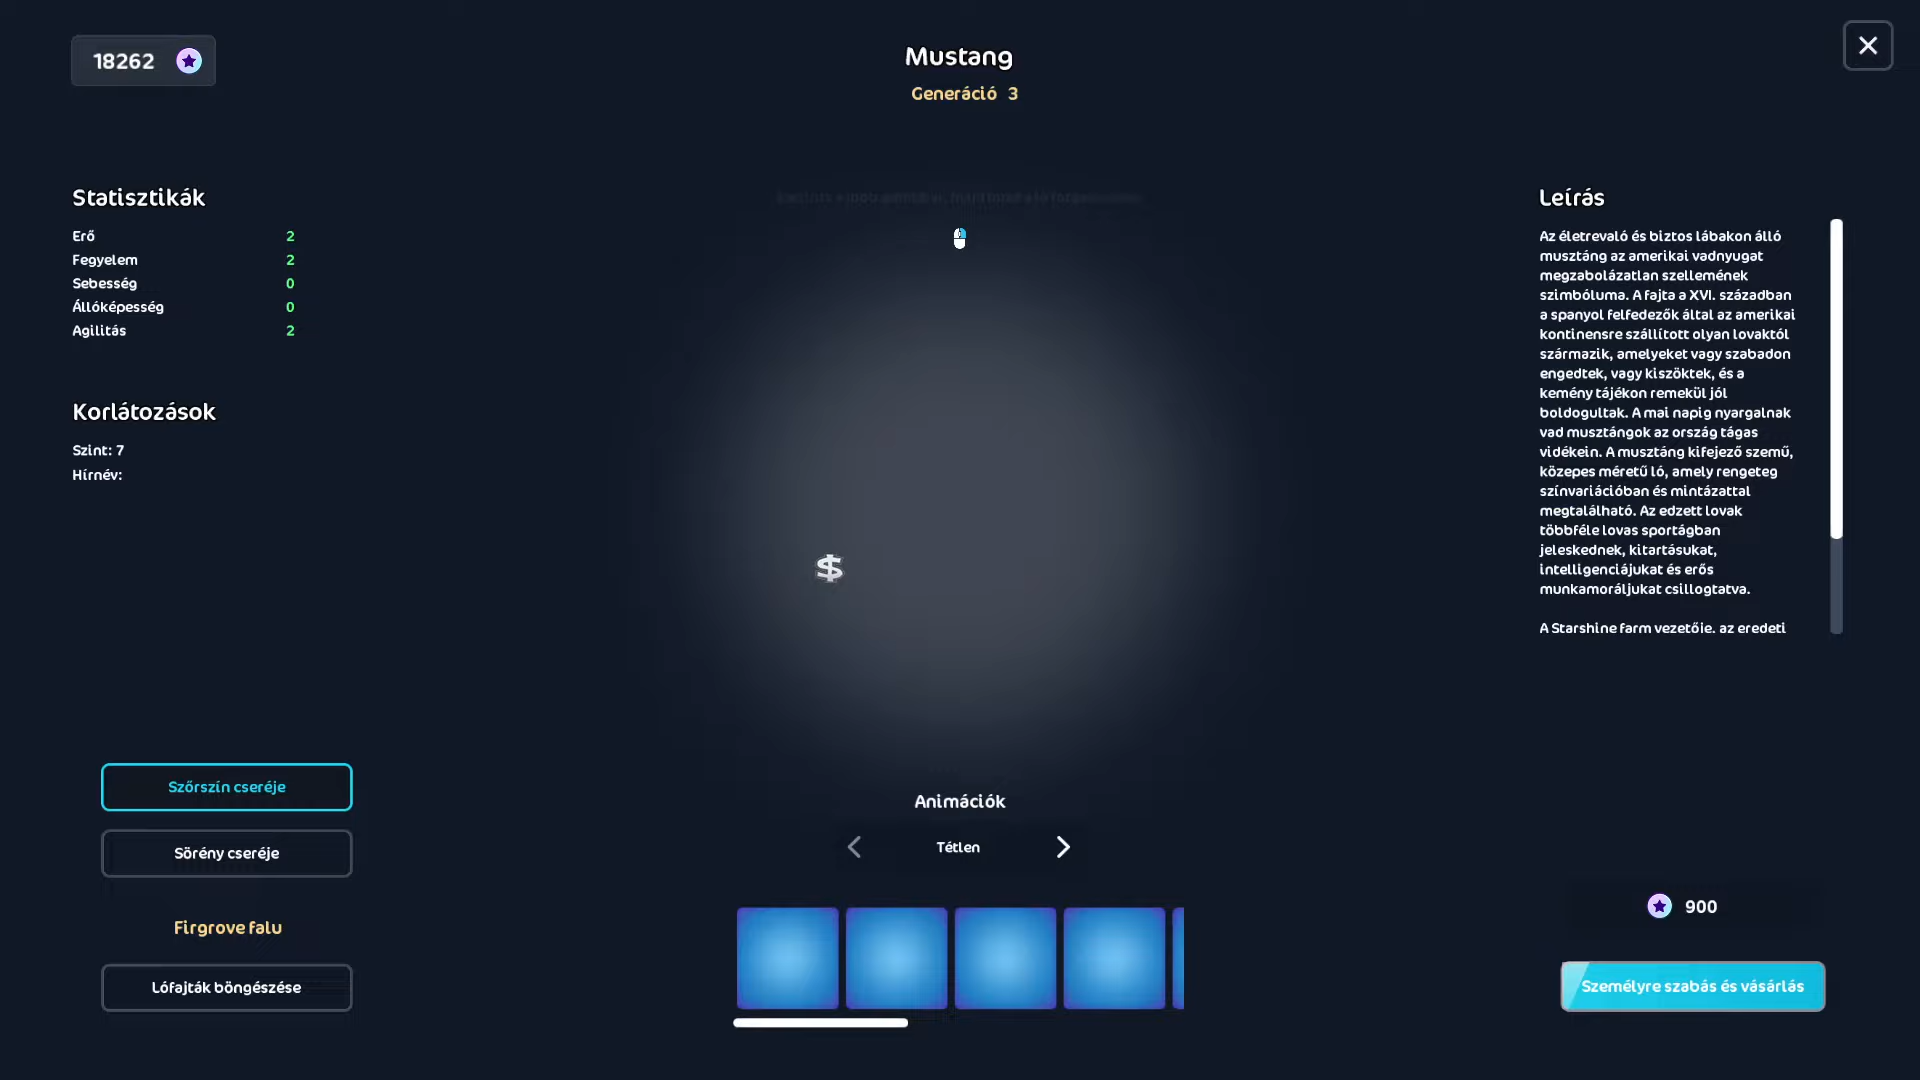 18262
Mustang
Generáció 3
Statisztikák
Erő 2
Fegyelem 2
Sebesség 0
Állóképesség 0
Agilitás 2
Korlátozások
Szint: 7
Hírnév:
$
Leírás
Az életrevaló és biztos lábakon álló
musztáng az amerikai vadnyugat
megzabolázatlan szellemének
szimbóluma. A fajta a XVI. században
a spanyol felfedezők által az amerikai
kontinensre szállított olyan lovaktól
származik, amelyeket vagy szabadon
engedtek, vagy kiszöktek, és a
kemény tájékon remekül jól
boldogultak. A mai napig nyargalnak
vad musztángok az ország tágas
vidékein. A musztáng kifejező szemű,
közepes méretű ló, amely rengeteg
színvariációban és mintázattal
megtalálható. Az edzett lovak
többféle lovas sportágban
jeleskednek, kitartásukat,
intelligenciájukat és erős
munkamoráljukat csillogtatva.
A Starshine farm vezetője, az eredeti
Szőrszín cseréje
Sörény cseréje
Firgrove falu
Lófajták böngészése
Animációk
Tétlen
900
Személyre szabás és vásárlás